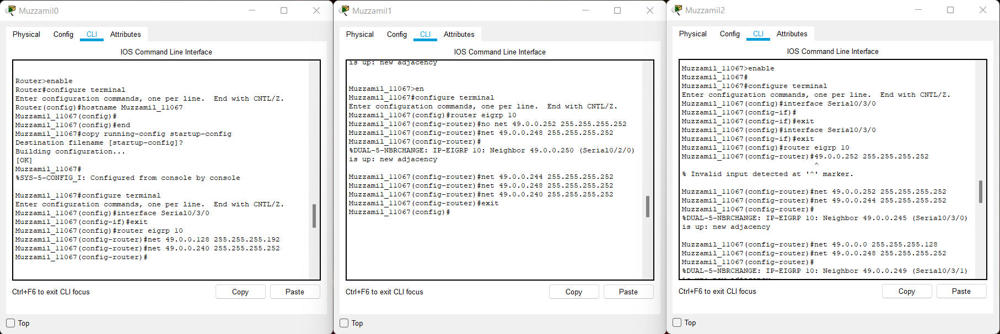 Muzzamil0
Physical Config CLI Attributes
IOS Command Line Interface
Router>enable
Router#configure terminal
Enter configuration commands, one per line.  End with CNTL/Z.
Router(config)#hostname Muzzamil_11067
Muzzamil_11067(config)#
Muzzamil_11067(config)#end
Muzzamil_11067#copy running-config startup-config
Destination filename [startup-config]?
Building configuration...
[OK]
Muzzamil_11067#
%SYS-5-CONFIG_I: Configured from console by console
Muzzamil_11067#configure terminal
Enter configuration commands, one per line.  End with CNTL/Z.
Muzzamil_11067(config)#interface Serial0/3/0
Muzzamil_11067(config-if)#exit
Muzzamil_11067(config)#router eigrp 10
Muzzamil_11067(config-router)#net 49.0.0.128 255.255.255.192
Muzzamil_11067(config-router)#net 49.0.0.240 255.255.255.252
Muzzamil_11067(config-router)#
Ctrl+F6 to exit CLI focus
Copy Paste
Top
Muzzamil1
Physical Config CLI Attributes
IOS Command Line Interface
is up: new adjacency
Muzzamil_11067>en
Muzzamil_11067#configure terminal
Enter configuration commands, one per line.  End with CNTL/Z.
Muzzamil_11067(config)#router eigrp 10
Muzzamil_11067(config-router)#no net 49.0.0.252 255.255.255.252
Muzzamil_11067(config-router)#net 49.0.0.248 255.255.255.252
Muzzamil_11067(config-router)#
%DUAL-5-NBRCHANGE: IP-EIGRP 10: Neighbor 49.0.0.250 (Serial0/2/0)
is up: new adjacency
Muzzamil_11067(config-router)#net 49.0.0.244 255.255.255.252
Muzzamil_11067(config-router)#net 49.0.0.248 255.255.255.252
Muzzamil_11067(config-router)#net 49.0.0.240 255.255.255.252
Muzzamil_11067(config-router)#exit
Muzzamil_11067(config)#
Ctrl+F6 to exit CLI focus
Copy Paste
Top
Muzzamil2
Physical Config CLI Attributes
IOS Command Line Interface
Muzzamil_11067>enable
Muzzamil_11067#
Muzzamil_11067#configure terminal
Enter configuration commands, one per line.  End with CNTL/Z.
Muzzamil_11067(config)#interface Serial0/3/0
Muzzamil_11067(config-if)#
Muzzamil_11067(config-if)#exit
Muzzamil_11067(config)#interface Serial0/3/0
Muzzamil_11067(config-if)#exit
Muzzamil_11067(config)#router eigrp 10
Muzzamil_11067(config-router)#49.0.0.252 255.255.255.252
^
% Invalid input detected at '^' marker.
Muzzamil_11067(config-router)#net 49.0.0.252 255.255.255.252
Muzzamil_11067(config-router)#net 49.0.0.244 255.255.255.252
Muzzamil_11067(config-router)#
%DUAL-5-NBRCHANGE: IP-EIGRP 10: Neighbor 49.0.0.245 (Serial0/3/0)
is up: new adjacency
Muzzamil_11067(config-router)#net 49.0.0.0 255.255.255.128
Muzzamil_11067(config-router)#net 49.0.0.248 255.255.255.252
Muzzamil_11067(config-router)#
%DUAL-5-NBRCHANGE: IP-EIGRP 10: Neighbor 49.0.0.249 (Serial0/3/1)
Ctrl+F6 to exit CLI focus
Copy Paste
Top